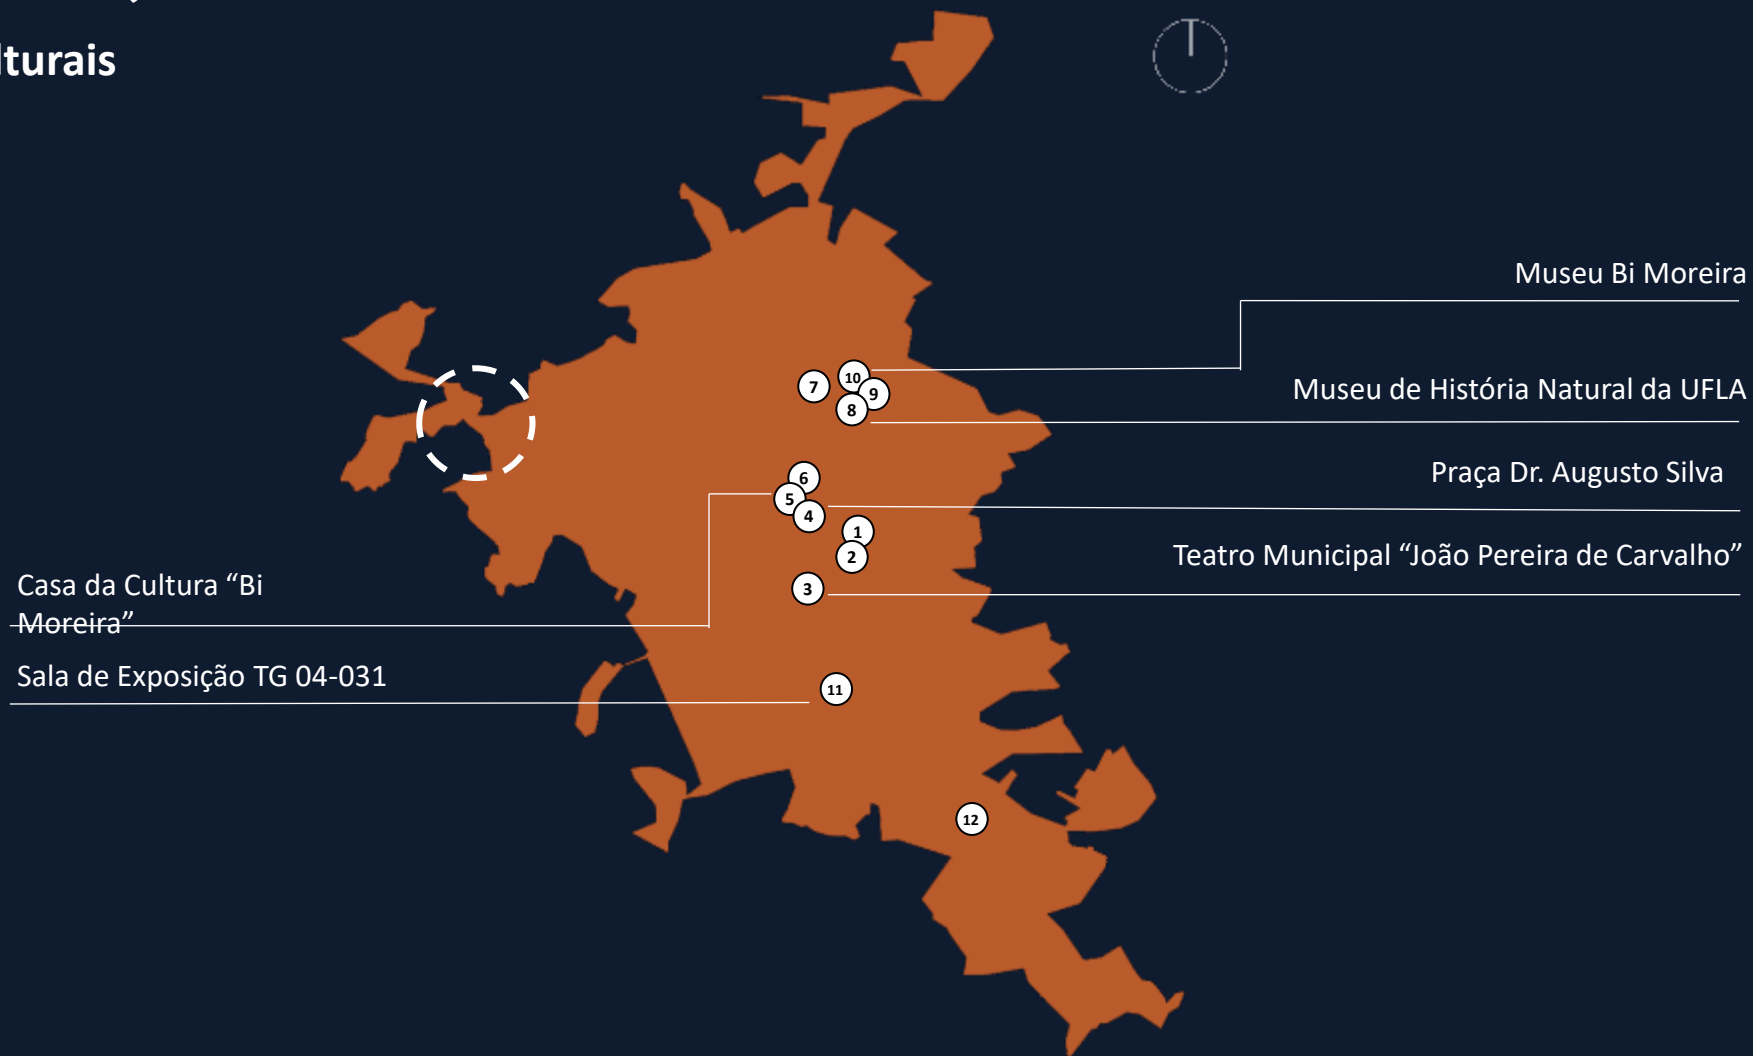 lturais
Museu Bi Moreira
10
7
9
Museu de História Natural da UFLA
8
Praça Dr. Augusto Silva
6
5
4
1
Teatro Municipal “João Pereira de Carvalho”
2
3
Casa da Cultura “Bi
Moreira”
Sala de Exposição TG 04-031
11
12